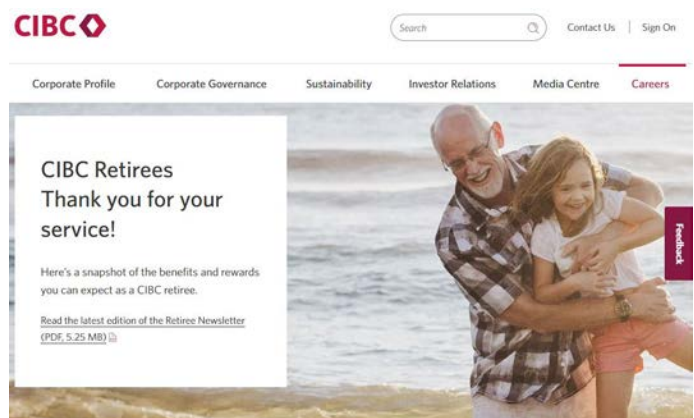 CIBC
Search
Contact Us | Sign On
Corporate Profile Corporate Governance Sustainability Investor Relations Media Centre Careers
CIBC Retirees
Thank you for your
service!
Here's a snapshot of the benefits and rewards
you can expect as a CIBC retiree.
Read the latest edition of the Retiree Newsletter
(PDF, 5.25 MB)
Feedback